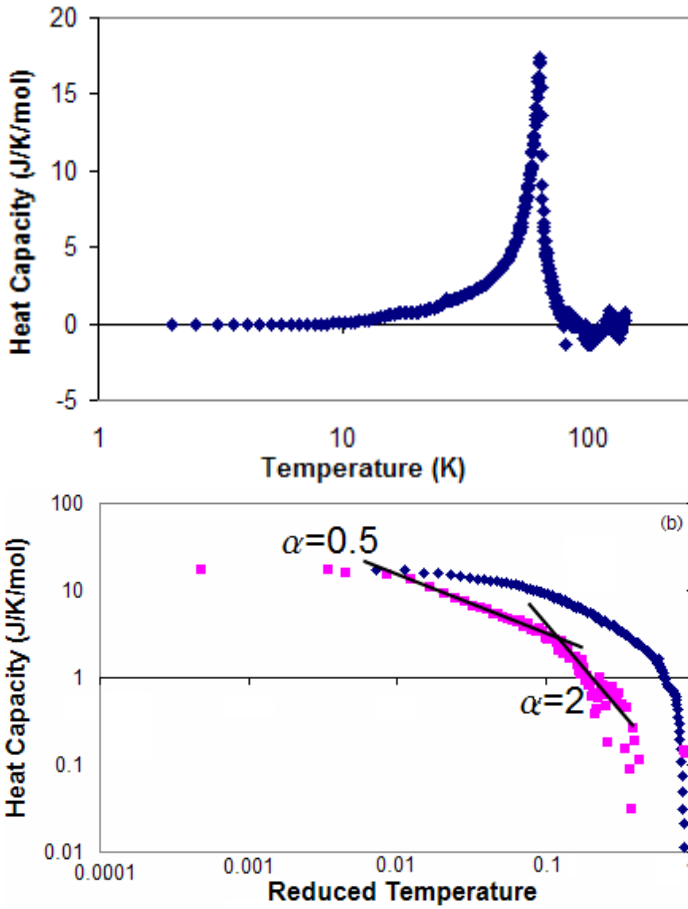 Heat Capacity (J/K/mol)
20
15
10
5
0
-5
1 10 100
Temperature (K)
Heat Capacity (J/K/mol)
100
10
1
0.1
0.01
(b)
α=0.5
α=2
0.0001 0.001 0.01 0.1
Reduced Temperature